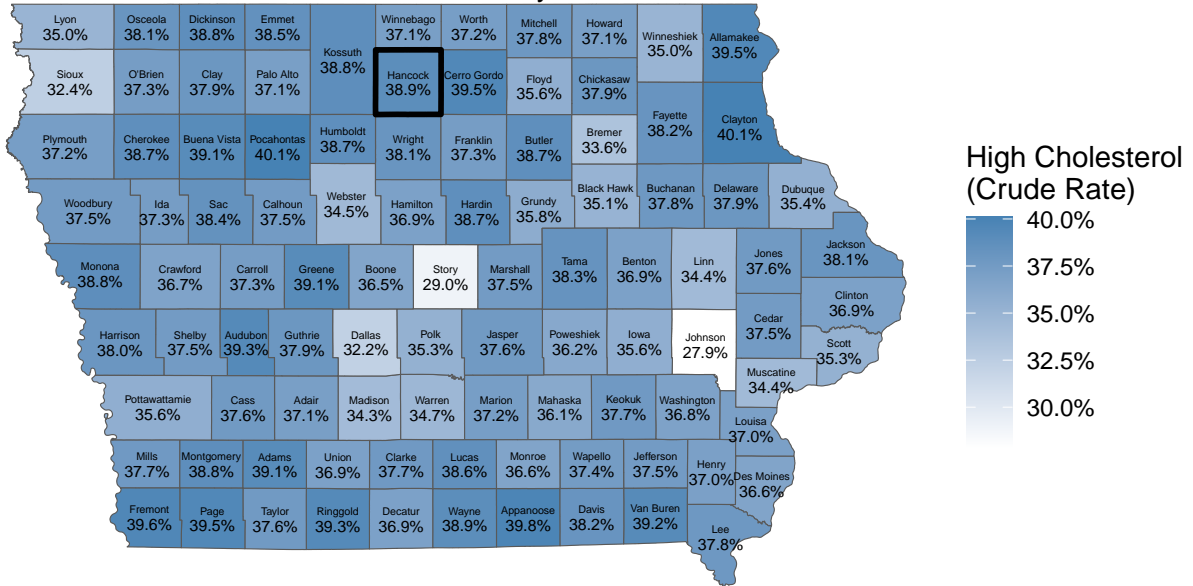 Lyon
35.0%
Osceola
38.1%
Dickinson
38.8%
Emmet
38.5%
Kossuth
38.8%
Winnebago
37.1%
Worth
37.2%
Mitchell
37.8%
Howard
37.1%
Winneshiek
35.0%
Allamakee
39.5%
Sioux
32.4%
O'Brien
37.3%
Clay
37.9%
Palo Alto
37.1%
Hancock
38.9%
Cerro Gordo
39.5%
Floyd
35.6%
Chickasaw
37.9%
Fayette
38.2%
Clayton
40.1%
Plymouth
37.2%
Cherokee
38.7%
Buena Vista
39.1%
Pocahontas
40.1%
Humboldt
38.7%
Wright
38.1%
Franklin
37.3%
Butler
38.7%
Bremer
33.6%
Woodbury
37.5%
Ida
37.3%
Sac
38.4%
Calhoun
37.5%
Webster
34.5%
Hamilton
36.9%
Hardin
38.7%
Grundy
35.8%
Black Hawk
35.1%
Buchanan
37.8%
Delaware
37.9%
Dubuque
35.4%
Monona
38.8%
Crawford
36.7%
Carroll
37.3%
Greene
39.1%
Boone
36.5%
Story
29.0%
Marshall
37.5%
Tama
38.3%
Benton
36.9%
Linn
34.4%
Jones
37.6%
Jackson
38.1%
Clinton
36.9%
Harrison
38.0%
Shelby
37.5%
Audubon
39.3%
Guthrie
37.9%
Dallas
32.2%
Polk
35.3%
Jasper
37.6%
Poweshiek
36.2%
Iowa
35.6%
Johnson
27.9%
Cedar
37.5%
Scott
35.3%
Muscatine
34.4%
Pottawattamie
35.6%
Cass
37.6%
Adair
37.1%
Madison
34.3%
Warren
34.7%
Marion
37.2%
Mahaska
36.1%
Keokuk
37.7%
Washington
36.8%
Louisa
37.0%
Mills
37.7%
Montgomery
38.8%
Adams
39.1%
Union
36.9%
Clarke
37.7%
Lucas
38.6%
Monroe
36.6%
Wapello
37.4%
Jefferson
37.5%
Henry
37.0%
Des Moines
36.6%
Fremont
39.6%
Page
39.5%
Taylor
37.6%
Ringgold
39.3%
Decatur
36.9%
Wayne
38.9%
Appanoose
39.8%
Davis
38.2%
Van Buren
39.2%
Lee
37.8%
High Cholesterol
(Crude Rate)
40.0%
37.5%
35.0%
32.5%
30.0%